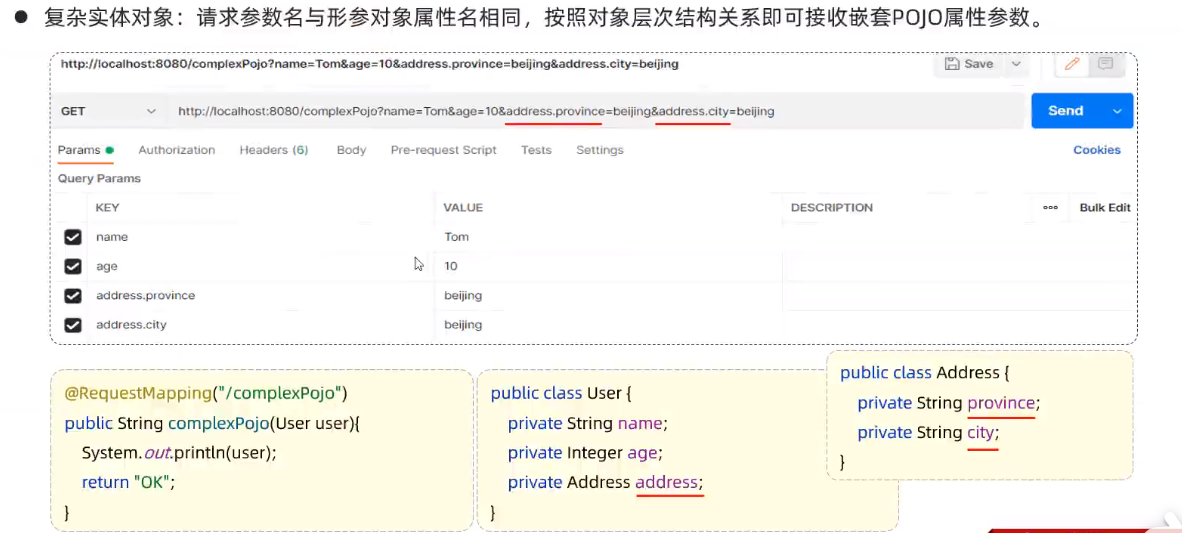 复杂实体对象：请求参数名与形参对象属性名相同，按照对象层次结构关系即可接收嵌套POJO属性参数。
http://localhost:8080/complexPojo?name=Tom&age=10&address.province=beijing&address.city=beijing
Save
GET http://localhost:8080/complexPojo?name=Tom&age=10&address.province=beijing&address.city=beijing Send
Params Authorization Headers (6) Body Pre-request Script Tests Settings Cookies
Query Params
KEY VALUE DESCRIPTION ooo Bulk Edit
name Tom
age 10
address.province beijing
address.city beijing
@RequestMapping("/complexPojo")
public String complexPojo(User user){
System.out.println(user);
return "OK";
}
public class User {
private String name;
private Integer age;
private Address address;
}
public class Address {
private String province;
private String city;
}